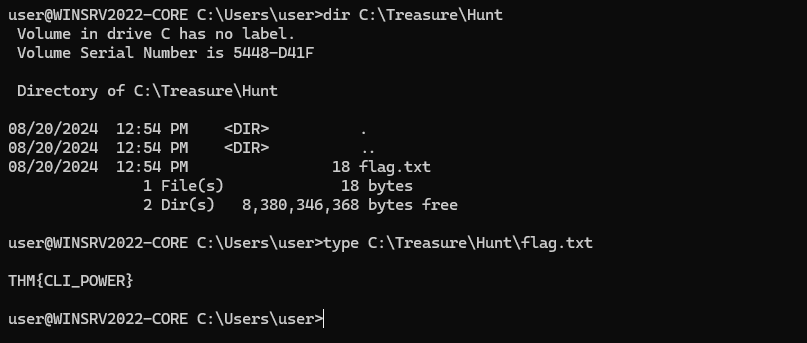 user@WINSRV2022-CORE C:\Users\user>dir C:\Treasure\Hunt
 Volume in drive C has no label.
 Volume Serial Number is 5448-D41F

 Directory of C:\Treasure\Hunt

08/20/2024  12:54 PM    <DIR>          .
08/20/2024  12:54 PM    <DIR>          ..
08/20/2024  12:54 PM                18 flag.txt
               1 File(s)             18 bytes
               2 Dir(s)   8,380,346,368 bytes free

user@WINSRV2022-CORE C:\Users\user>type C:\Treasure\Hunt\flag.txt

THM{CLI_POWER}

user@WINSRV2022-CORE C:\Users\user>